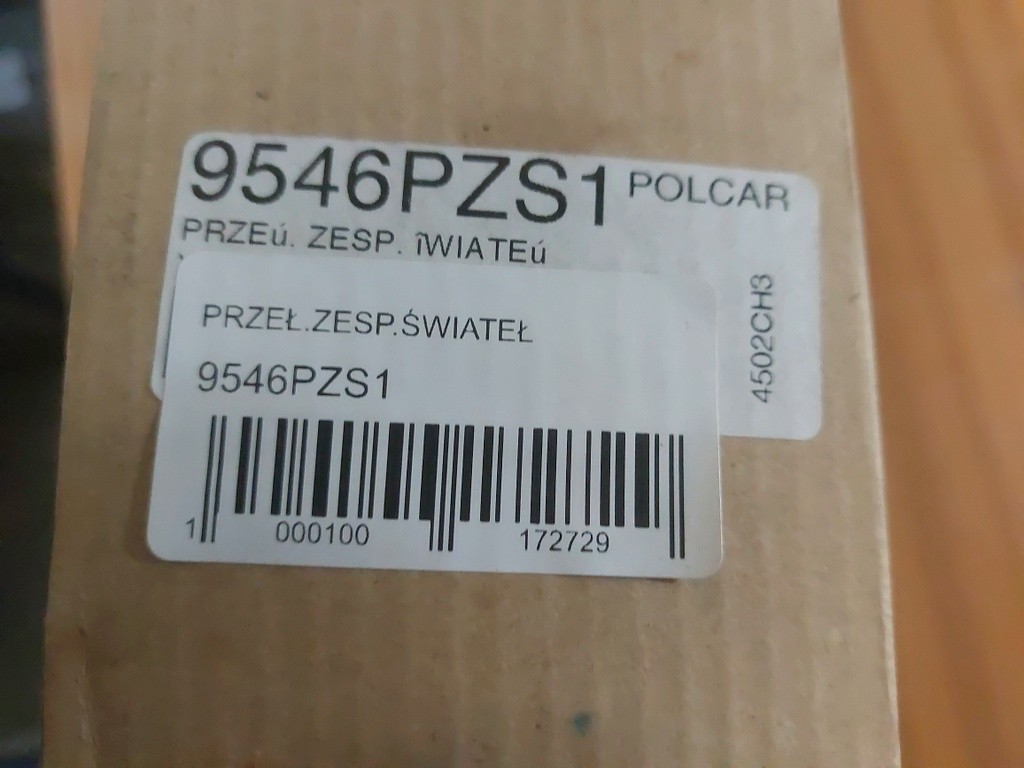 9546PZS1 POLCAR
PRZEú. ZESP. îWIATEú
4502CH3
PRZEŁ.ZESP.ŚWIATEŁ
9546PZS1
1 000100 172729